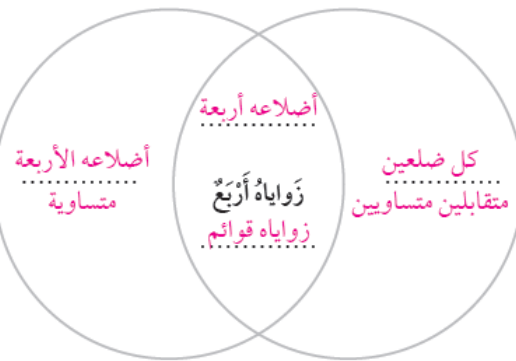 كل ضلعين
متقابلين متساويين
أضلاعه أربعة
زَواياهُ أَرْبَعٌ
زواياه قوائم
أضلاعه الأربعة
متساوية